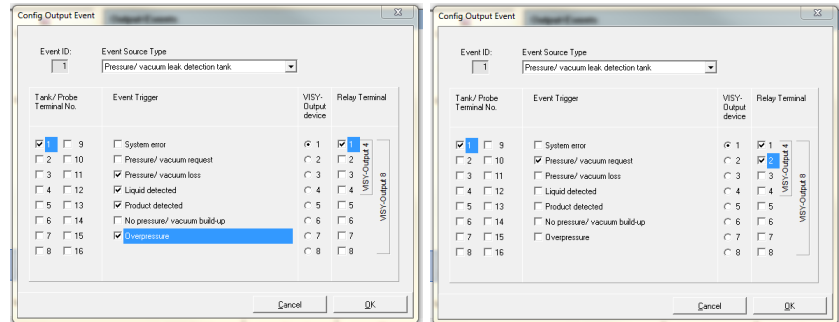 Config Output Event
Event ID:
Event Source Type
1
Pressure/ vacuum leak detection tank
Tank/ Probe
Terminal No.
Event Trigger
VISY-
Output
device
Relay Terminal
1 9
2 10
3 11
4 12
5 13
6 14
7 15
8 16
System error
Pressure/ vacuum request
Pressure/ vacuum loss
Liquid detected
Product detected
No pressure/ vacuum build-up
Overpressure
1
2
3
4
5
6
7
8
1
2
3
4
5
6
7
8
VISY-Output 4
VISY-Output 8
Cancel
OK
Config Output Event
Event ID:
Event Source Type
1
Pressure/ vacuum leak detection tank
Tank/ Probe
Terminal No.
Event Trigger
VISY-
Output
device
Relay Terminal
1 9
2 10
3 11
4 12
5 13
6 14
7 15
8 16
System error
Pressure/ vacuum request
Pressure/ vacuum loss
Liquid detected
Product detected
No pressure/ vacuum build-up
Overpressure
1
2
3
4
5
6
7
8
1
2
3
4
5
6
7
8
VISY-Output 4
VISY-Output 8
Cancel
OK